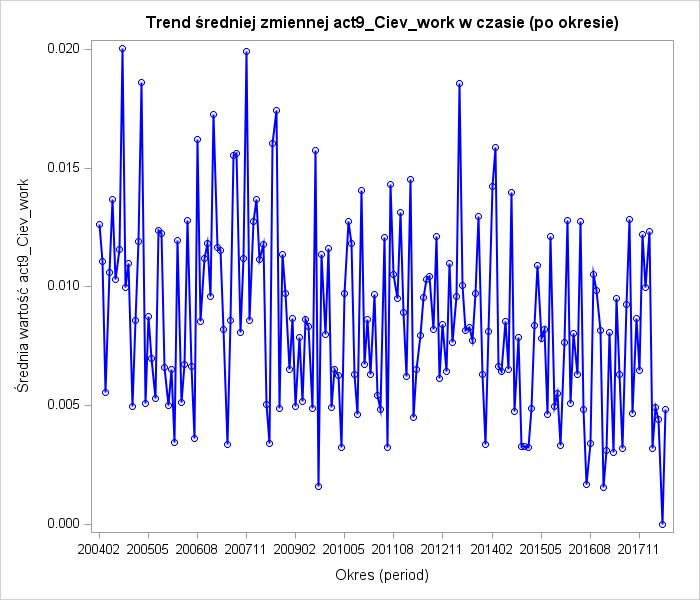 Trend średniej zmiennej act9_Ciev_work w czasie (po okresie)
Średnia wartość act9_Ciev_work
0.020
0.015
0.010
0.005
0.000
200402 200505 200608 200711 200902 201005 201108 201211 201402 201505 201608 201711
Okres (period)